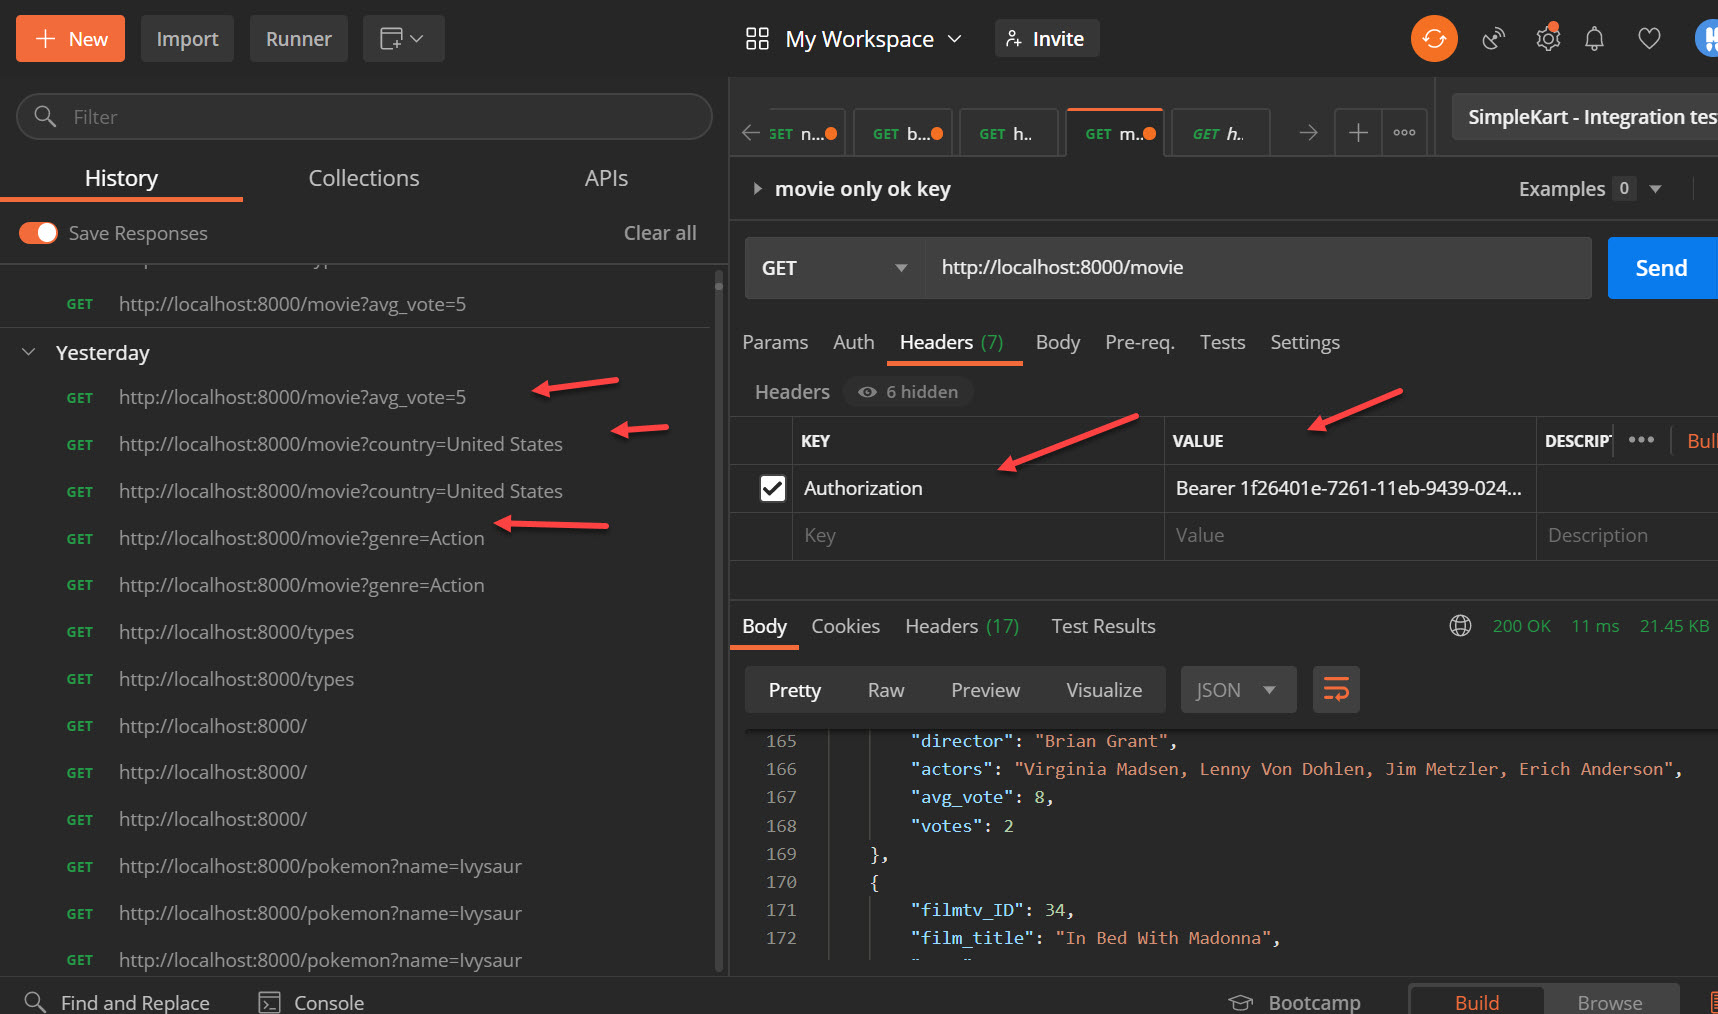 New
Import
Runner
My Workspace
Invite
Filter
History
Collections
APIs
Save Responses
Clear all
GET http://localhost:8000/movie?avg_vote=5
Yesterday
GET http://localhost:8000/movie?avg_vote=5
GET http://localhost:8000/movie?country=United States
GET http://localhost:8000/movie?country=United States
GET http://localhost:8000/movie?genre=Action
GET http://localhost:8000/movie?genre=Action
GET http://localhost:8000/types
GET http://localhost:8000/types
GET http://localhost:8000/
GET http://localhost:8000/
GET http://localhost:8000/
GET http://localhost:8000/pokemon?name=Ivysaur
GET http://localhost:8000/pokemon?name=Ivysaur
GET http://localhost:8000/pokemon?name=Ivysaur
GET n...
GET b...
GET h..
GET m..
GET h.
SimpleKart - Integration tes
movie only ok key
Examples 0
GET http://localhost:8000/movie
Send
Params Auth Headers (7) Body Pre-req. Tests Settings
Headers 6 hidden
KEY VALUE DESCRIP Bul
Authorization Bearer 1f26401e-7261-11eb-9439-024...
Key Value Description
Body Cookies Headers (17) Test Results 200 OK 11 ms 21.45 KB
Pretty Raw Preview Visualize JSON
165 "director": "Brian Grant",
166 "actors": "Virginia Madsen, Lenny Von Dohlen, Jim Metzler, Erich Anderson",
167 "avg_vote": 8,
168 "votes": 2
169 },
170 {
171 "filmtv_ID": 34,
172 "film_title": "In Bed With Madonna",
Find and Replace
Console
Bootcamp
Build
Browse